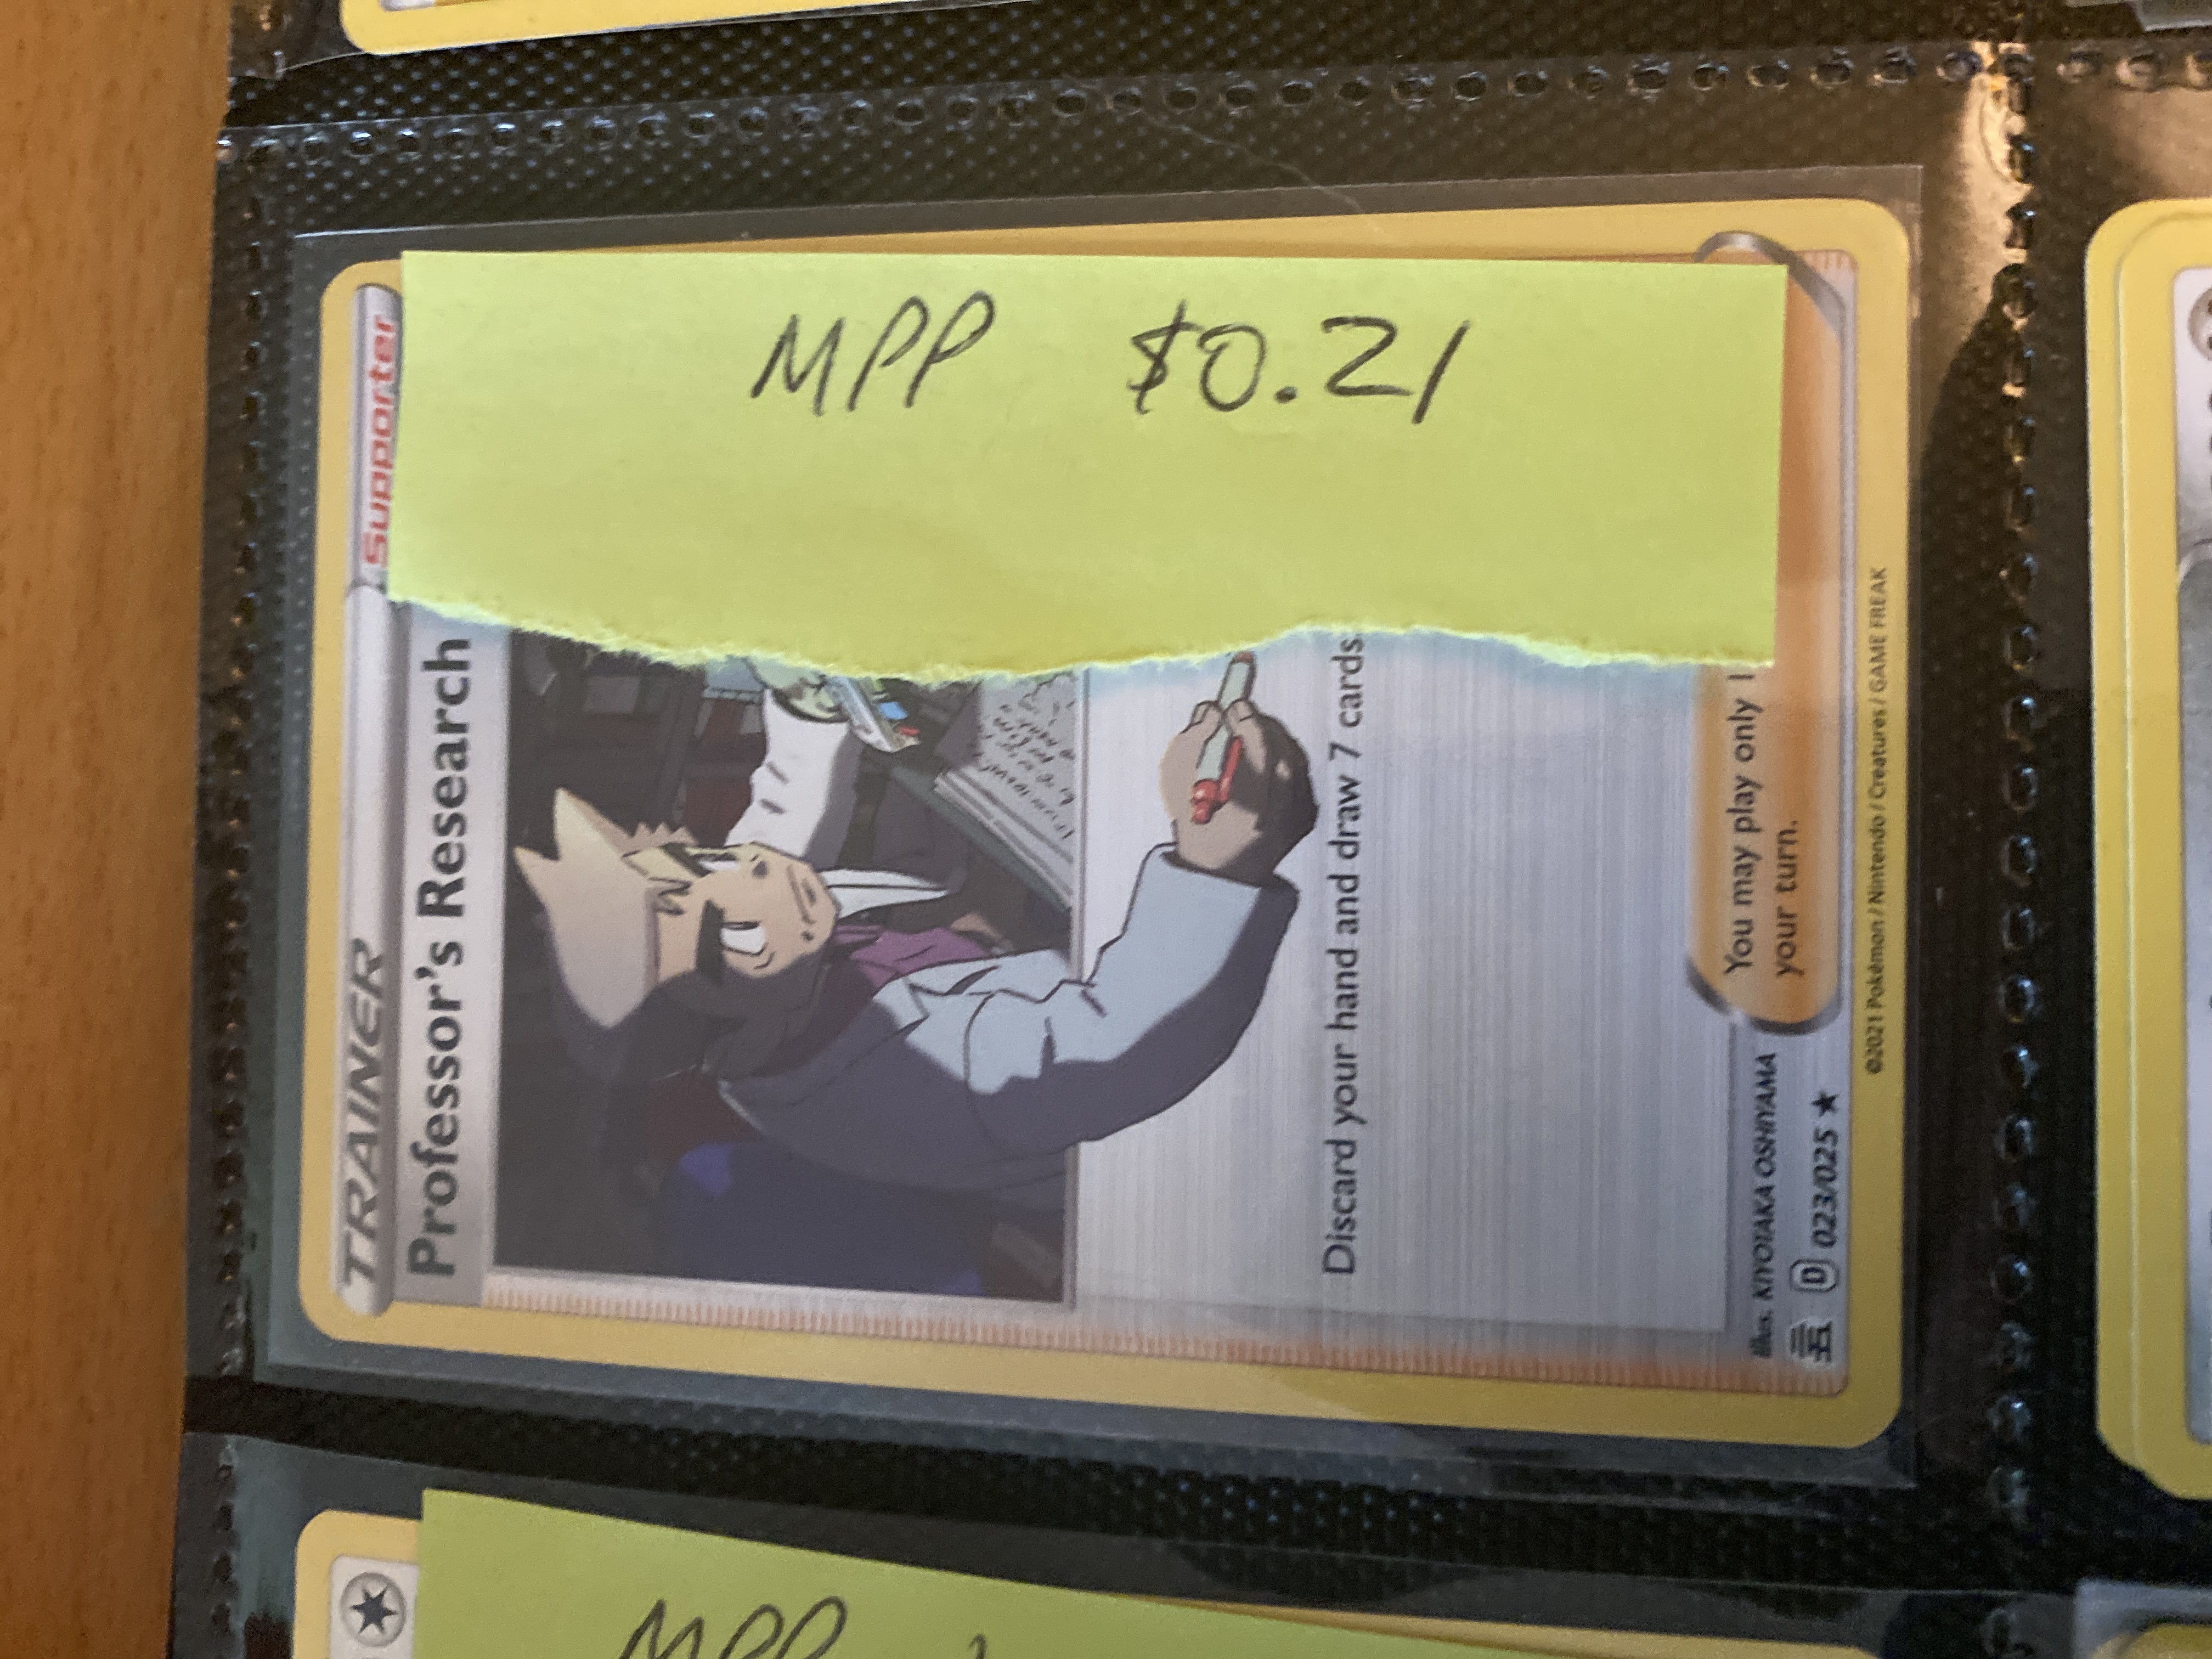 MPP $0.21
TRAINER Supporter
Professor's Research
Discard your hand and draw 7 cards.
You may play only 1
your turn.
Illus. KIYOTAKA OSHIYAMA
D 023/025 ★
©2021 Pokémon / Nintendo / Creatures / GAME FREAK
MPP